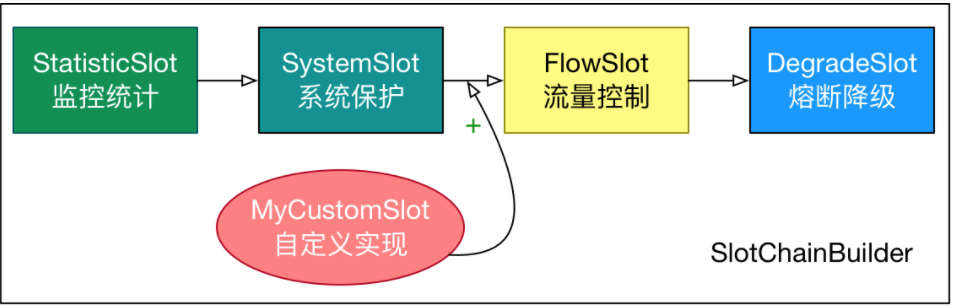 StatisticSlot
监控统计
SystemSlot
系统保护
FlowSlot
流量控制
DegradeSlot
熔断降级
+
MyCustomSlot
自定义实现
SlotChainBuilder